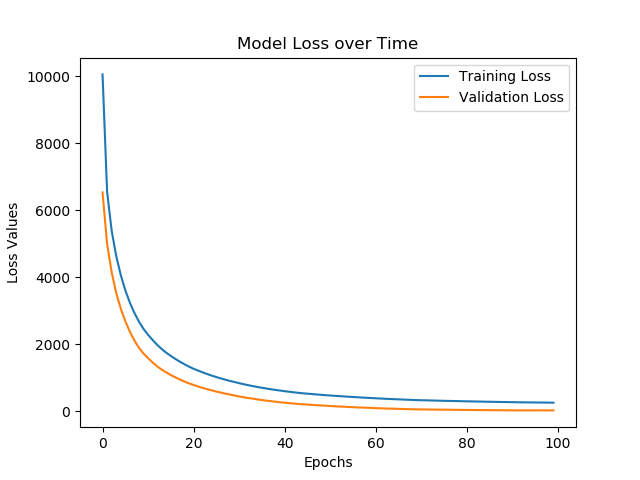 Model Loss over Time
Training Loss
Validation Loss
10000
8000
6000
4000
2000
0
Loss Values
0 20 40 60 80 100
Epochs